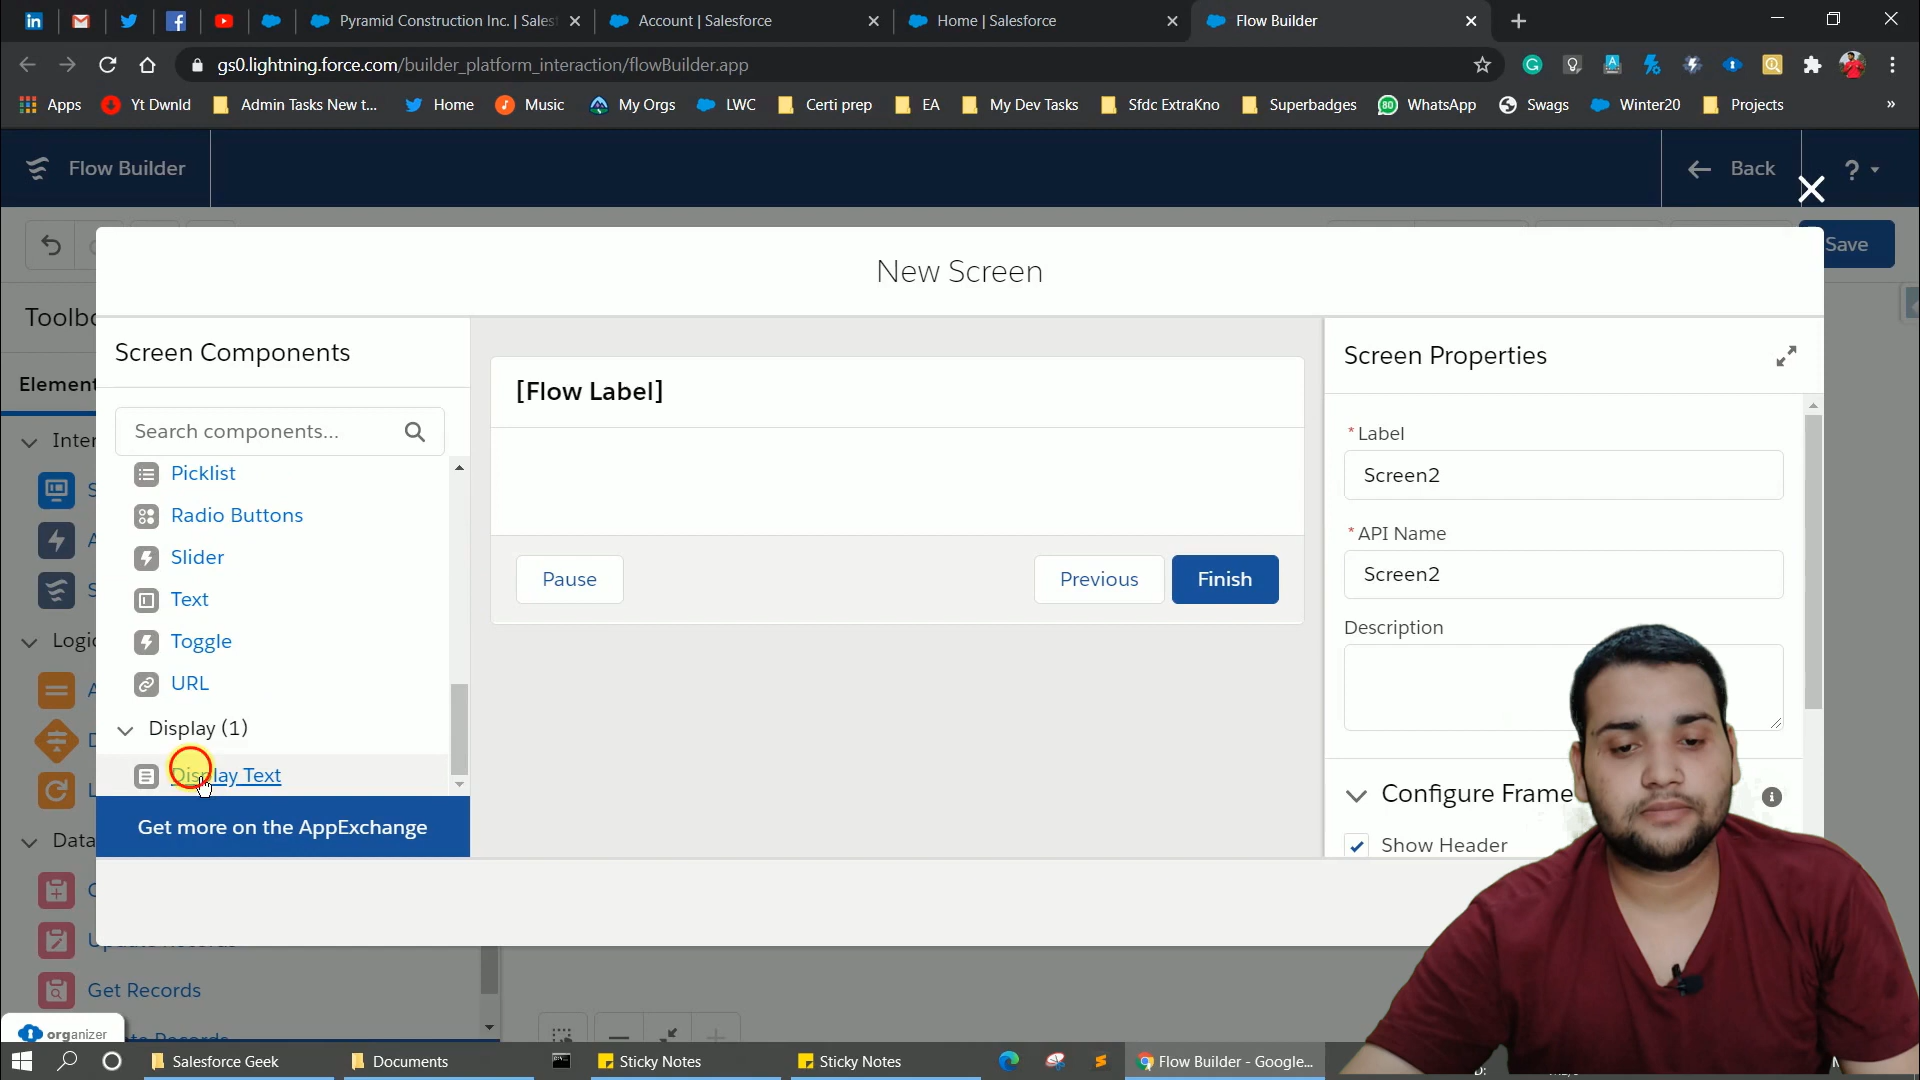 Pyramid Construction Inc. | Sales
Account | Salesforce
Home | Salesforce
Flow Builder
gs0.lightning.force.com/builder_platform_interaction/flowBuilder.app
Apps
Yt Dwnld
Admin Tasks New t...
Home
Music
My Orgs
LWC
Certi prep
EA
My Dev Tasks
Sfdc ExtraKno
Superbadges
WhatsApp
Swags
Winter20
Projects
»
Flow Builder
Back
?
Save
New Screen
Toolbo
Element
Screen Components
Search components...
Picklist
Radio Buttons
Slider
Text
Toggle
URL
Display (1)
Display Text
Get more on the AppExchange
[Flow Label]
Pause
Previous
Finish
Screen Properties
* Label
Screen2
* API Name
Screen2
Description
Configure Frame
Show Header
Inter
Logic
Data
Get Records
organizer
Salesforce Geek
Documents
Sticky Notes
Sticky Notes
Flow Builder - Google...